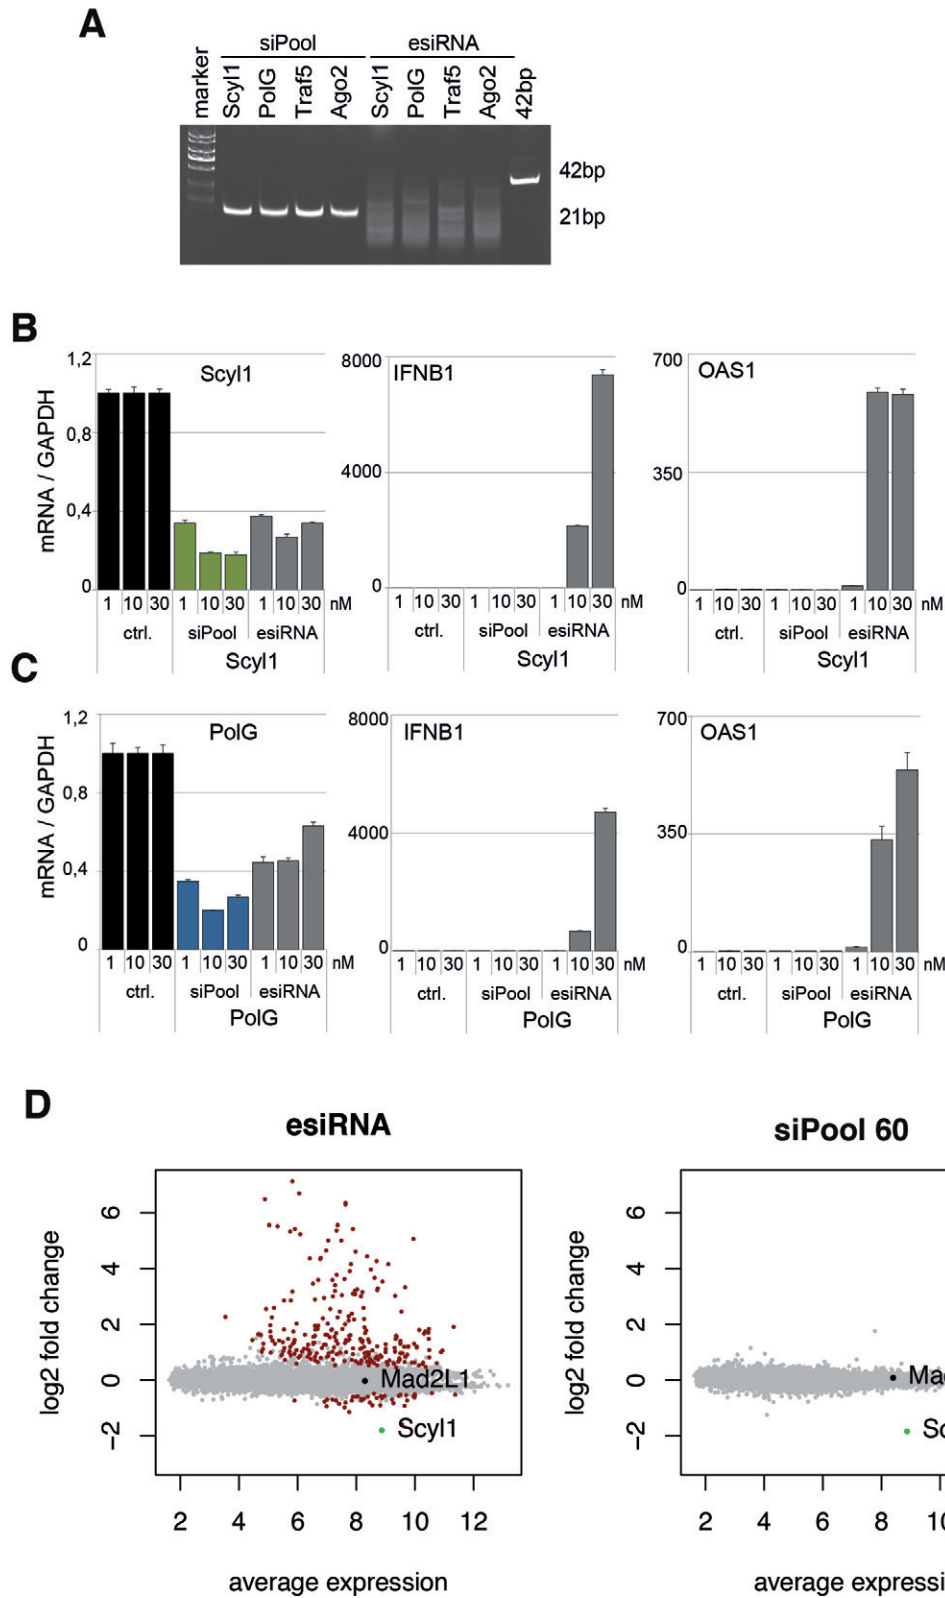 A
siPool esiRNA
marker Scyl1 PolG Traf5 Ago2 Scyl1 PolG Traf5 Ago2 42bp
42bp
21bp
B
mRNA / GAPDH
1,2
0,8
0,4
0
Scyl1
1 10 30 1 10 30 1 10 30 nM
ctrl. siPool esiRNA
Scyl1
8000
4000
0
IFNB1
1 10 30 1 10 30 1 10 30 nM
ctrl. siPool esiRNA
Scyl1
700
350
0
OAS1
1 10 30 1 10 30 1 10 30 nM
ctrl. siPool esiRNA
Scyl1
C
mRNA / GAPDH
1,2
0,8
0,4
0
PolG
1 10 30 1 10 30 1 10 30 nM
ctrl. siPool esiRNA
PolG
8000
4000
0
IFNB1
1 10 30 1 10 30 1 10 30 nM
ctrl. siPool esiRNA
PolG
700
350
0
OAS1
1 10 30 1 10 30 1 10 30 nM
ctrl. siPool esiRNA
PolG
D
esiRNA
log2 fold change
6
4
2
0
−2
Mad2L1
Scyl1
2 4 6 8 10 12
average expression
siPool 60
log2 fold change
6
4
2
0
−2
Mad
Sc
2 4 6 8 10
average expressi